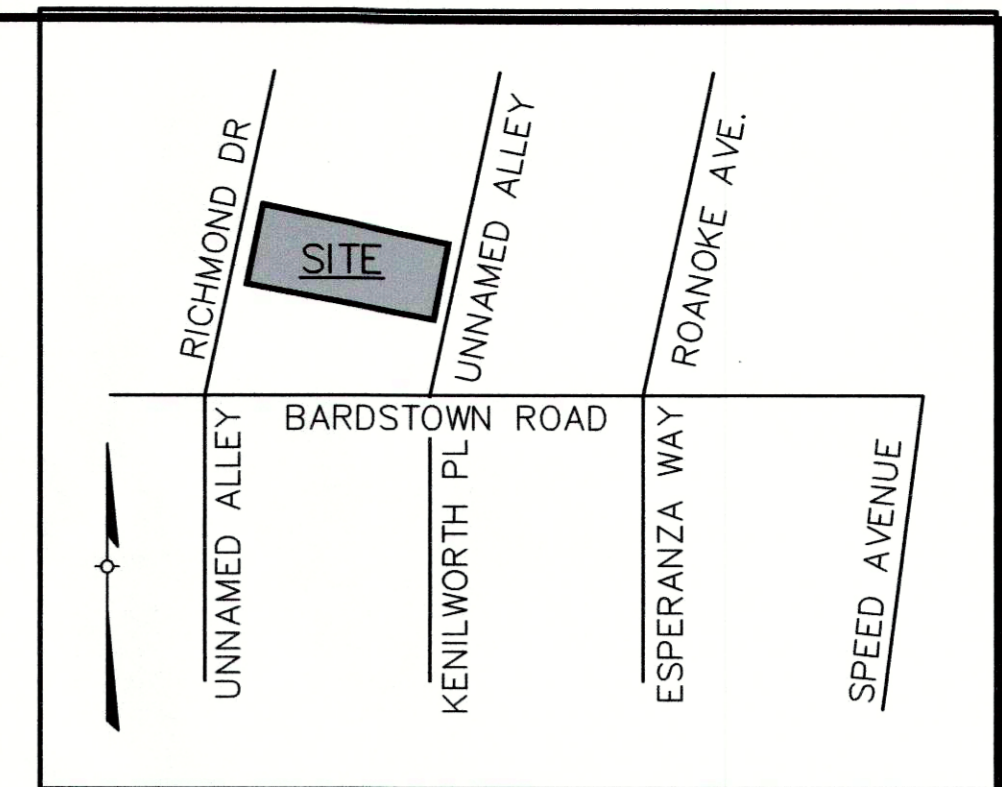 RICHMOND DR
SITE
UNNAMED ALLEY
ROANOKE AVE.
BARDSTOWN ROAD
UNNAMED ALLEY
KENILWORTH PL
ESPERANZA WAY
SPEED AVENUE